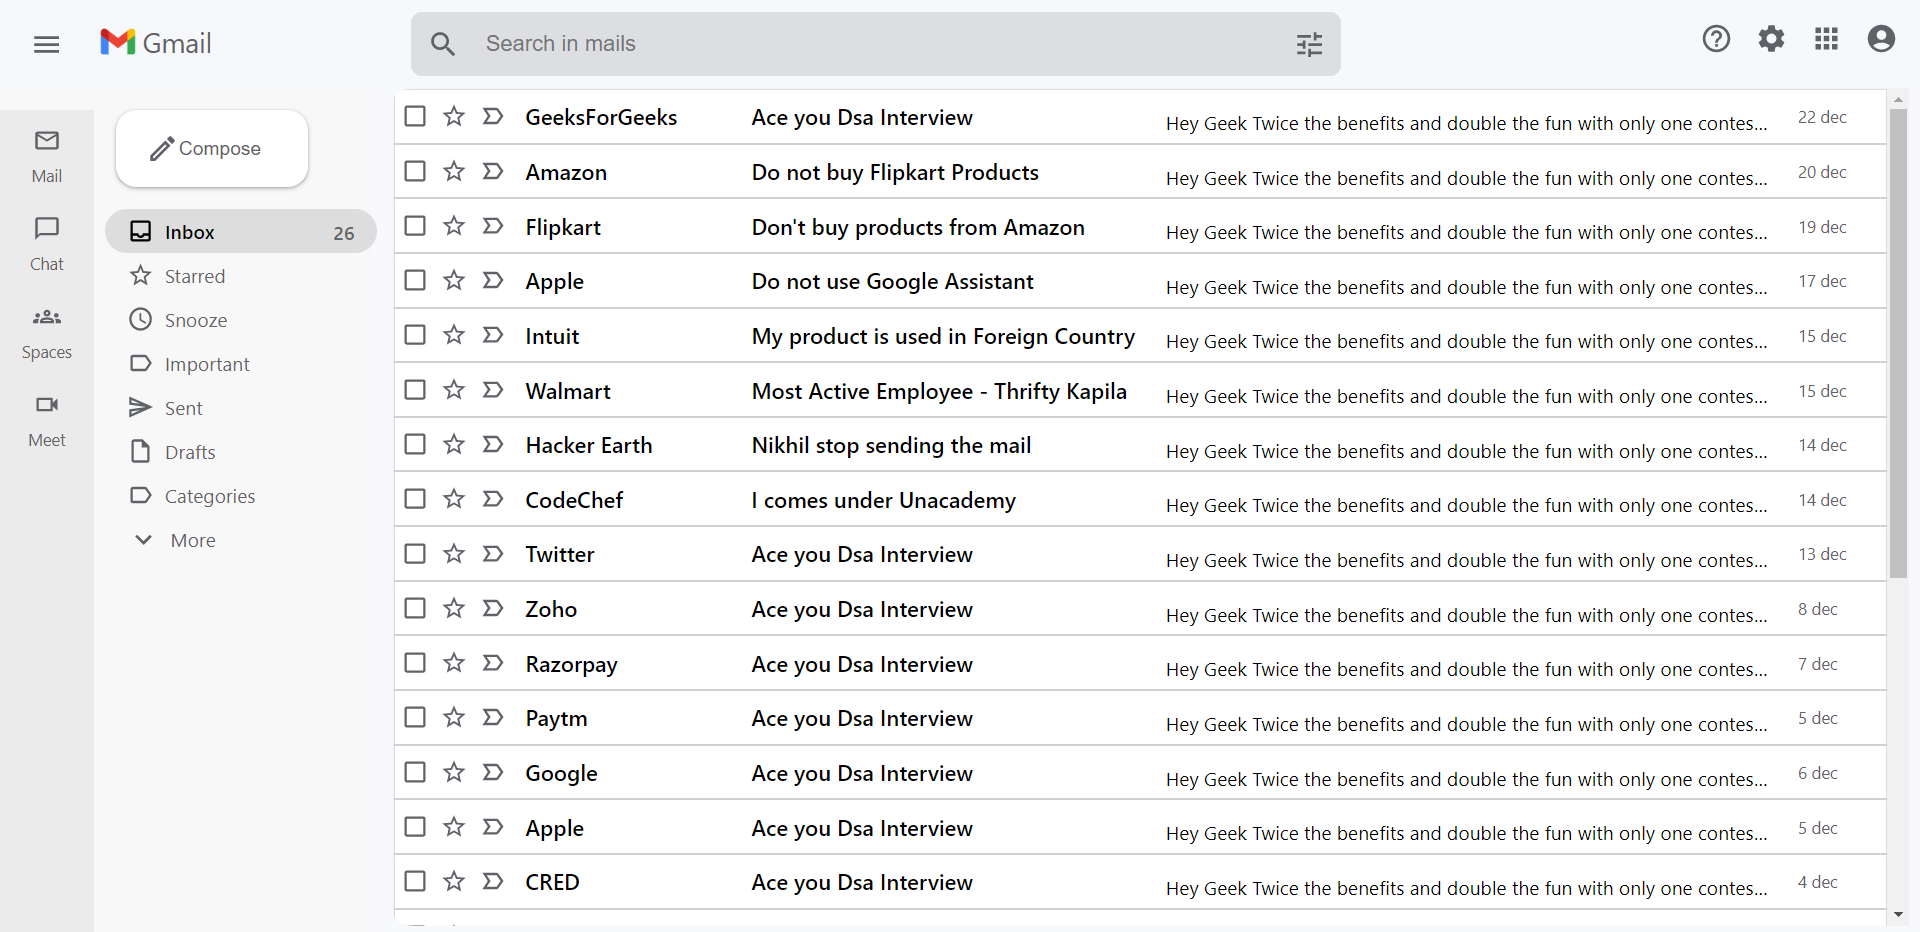 Gmail
Search in mails
Mail
Chat
Spaces
Meet
Compose
Inbox 26
Starred
Snooze
Important
Sent
Drafts
Categories
More
GeeksForGeeks Ace you Dsa Interview Hey Geek Twice the benefits and double the fun with only one contes... 22 dec
Amazon Do not buy Flipkart Products Hey Geek Twice the benefits and double the fun with only one contes... 20 dec
Flipkart Don't buy products from Amazon Hey Geek Twice the benefits and double the fun with only one contes... 19 dec
Apple Do not use Google Assistant Hey Geek Twice the benefits and double the fun with only one contes... 17 dec
Intuit My product is used in Foreign Country Hey Geek Twice the benefits and double the fun with only one contes... 15 dec
Walmart Most Active Employee - Thrifty Kapila Hey Geek Twice the benefits and double the fun with only one contes... 15 dec
Hacker Earth Nikhil stop sending the mail Hey Geek Twice the benefits and double the fun with only one contes... 14 dec
CodeChef I comes under Unacademy Hey Geek Twice the benefits and double the fun with only one contes... 14 dec
Twitter Ace you Dsa Interview Hey Geek Twice the benefits and double the fun with only one contes... 13 dec
Zoho Ace you Dsa Interview Hey Geek Twice the benefits and double the fun with only one contes... 8 dec
Razorpay Ace you Dsa Interview Hey Geek Twice the benefits and double the fun with only one contes... 7 dec
Paytm Ace you Dsa Interview Hey Geek Twice the benefits and double the fun with only one contes... 5 dec
Google Ace you Dsa Interview Hey Geek Twice the benefits and double the fun with only one contes... 6 dec
Apple Ace you Dsa Interview Hey Geek Twice the benefits and double the fun with only one contes... 5 dec
CRED Ace you Dsa Interview Hey Geek Twice the benefits and double the fun with only one contes... 4 dec